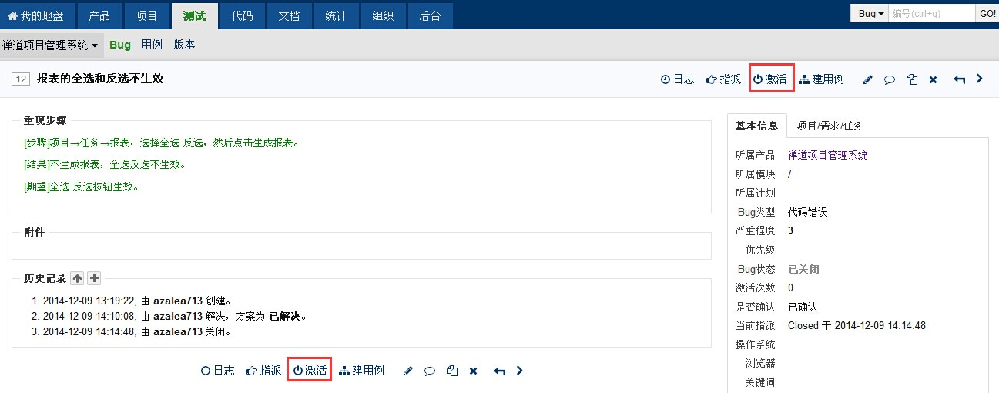 我的地盘 产品 项目 测试 代码 文档 统计 组织 后台 Bug 编号(ctrl+g) GO!
禅道项目管理系统 Bug 用例 版本
12 报表的全选和反选不生效 日志 指派 激活 建用例
重现步骤
[步骤]项目→任务→报表，选择全选 反选，然后点击生成报表。
[结果]不生成报表，全选反选不生效。
[期望]全选 反选按钮生效。
附件
历史记录
1. 2014-12-09 13:19:22, 由 azalea713 创建。
2. 2014-12-09 14:10:08, 由 azalea713 解决，方案为 已解决。
3. 2014-12-09 14:14:48, 由 azalea713 关闭。
日志 指派 激活 建用例
基本信息 项目/需求/任务
所属产品 禅道项目管理系统
所属模块 /
所属计划
Bug类型 代码错误
严重程度 3
优先级
Bug状态 已关闭
激活次数 0
是否确认 已确认
当前指派 Closed 于 2014-12-09 14:14:48
操作系统
浏览器
关键词